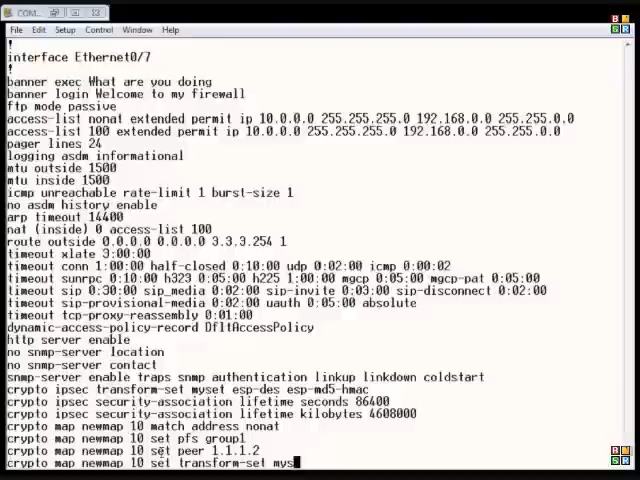 COM...
File Edit Setup Control Window Help
!
interface Ethernet0/7
!
banner exec What are you doing
banner login Welcome to my firewall
ftp mode passive
access-list nonat extended permit ip 10.0.0.0 255.255.255.0 192.168.0.0 255.255.0.0
access-list 100 extended permit ip 10.0.0.0 255.255.255.0 192.168.0.0 255.255.0.0
pager lines 24
logging asdm informational
mtu outside 1500
mtu inside 1500
icmp unreachable rate-limit 1 burst-size 1
no asdm history enable
arp timeout 14400
nat (inside) 0 access-list 100
route outside 0.0.0.0 0.0.0.0 3.3.3.254 1
timeout xlate 3:00:00
timeout conn 1:00:00 half-closed 0:10:00 udp 0:02:00 icmp 0:00:02
timeout sunrpc 0:10:00 h323 0:05:00 h225 1:00:00 mgcp 0:05:00 mgcp-pat 0:05:00
timeout sip 0:30:00 sip_media 0:02:00 sip-invite 0:03:00 sip-disconnect 0:02:00
timeout sip-provisional-media 0:02:00 uauth 0:05:00 absolute
timeout tcp-proxy-reassembly 0:01:00
dynamic-access-policy-record DfltAccessPolicy
http server enable
no snmp-server location
no snmp-server contact
snmp-server enable traps snmp authentication linkup linkdown coldstart
crypto ipsec transform-set myset esp-des esp-md5-hmac
crypto ipsec security-association lifetime seconds 86400
crypto ipsec security-association lifetime kilobytes 4608000
crypto map newmap 10 match address nonat
crypto map newmap 10 set pfs group1
crypto map newmap 10 set peer 1.1.1.2
crypto map newmap 10 set transform-set mys